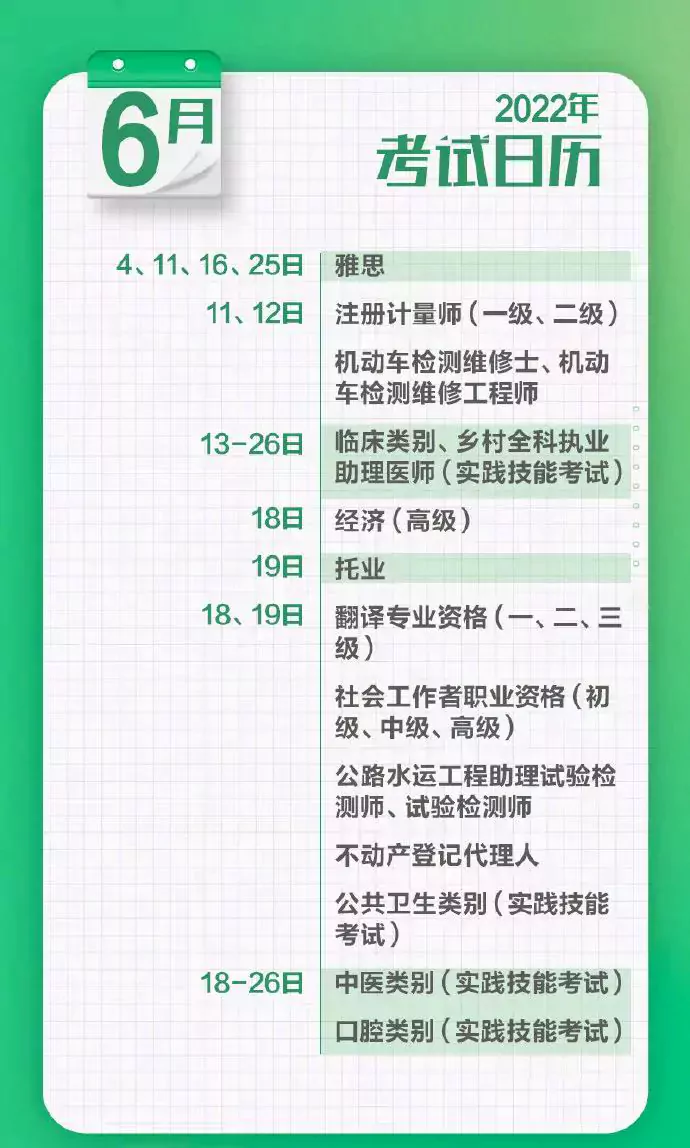 6月
2022年
考试日历
4、11、16、25日 雅思
11、12日 注册计量师（一级、二级）
机动车检测维修士、机动
车检测维修工程师
13-26日 临床类别、乡村全科执业
助理医师（实践技能考试）
18日 经济（高级）
19日 托业
18、19日 翻译专业资格（一、二、三
级）
社会工作者职业资格（初
级、中级、高级）
公路水运工程助理试验检
测师、试验检测师
不动产登记代理人
公共卫生类别（实践技能
考试）
18-26日 中医类别（实践技能考试）
口腔类别（实践技能考试）